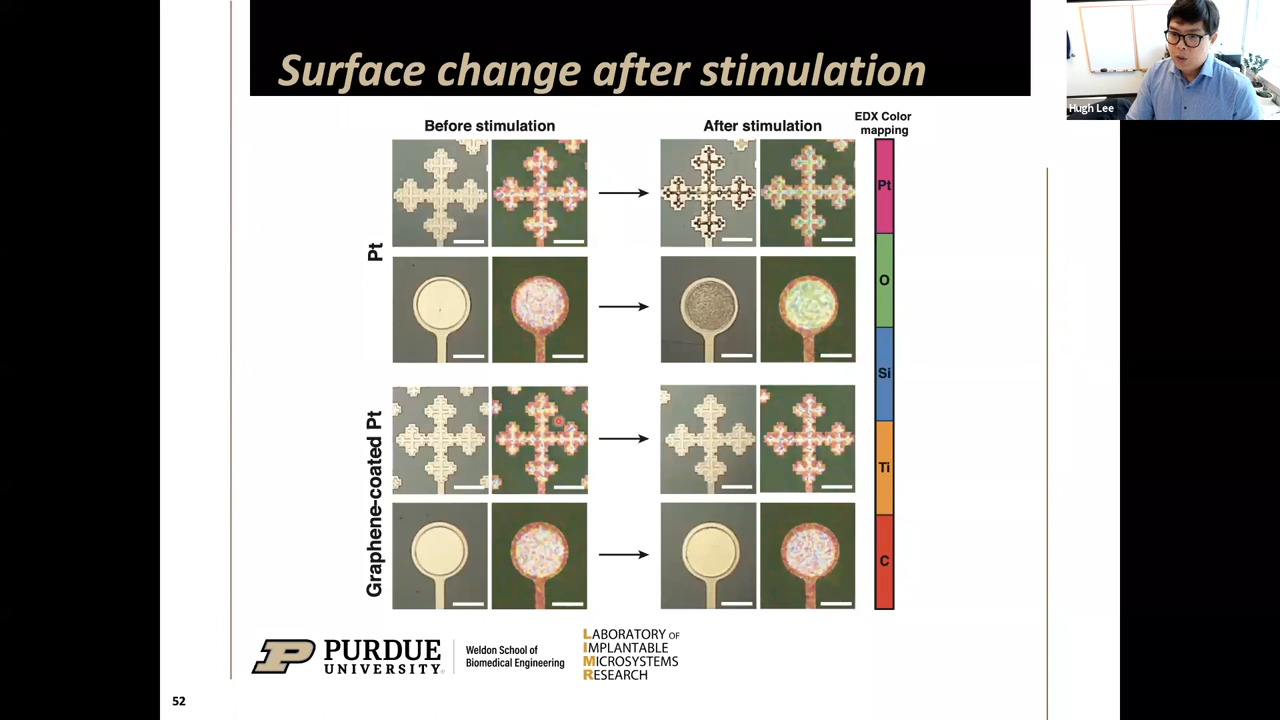 Surface change after stimulation
Hugh Lee
Before stimulation
After stimulation
EDX Color
mapping
Pt
Graphene-coated Pt
Pt
O
Si
Ti
C
PURDUE
UNIVERSITY
Weldon School of
Biomedical Engineering
LABORATORY OF
IMPLANTABLE
MICROSYSTEMS
RESEARCH
52